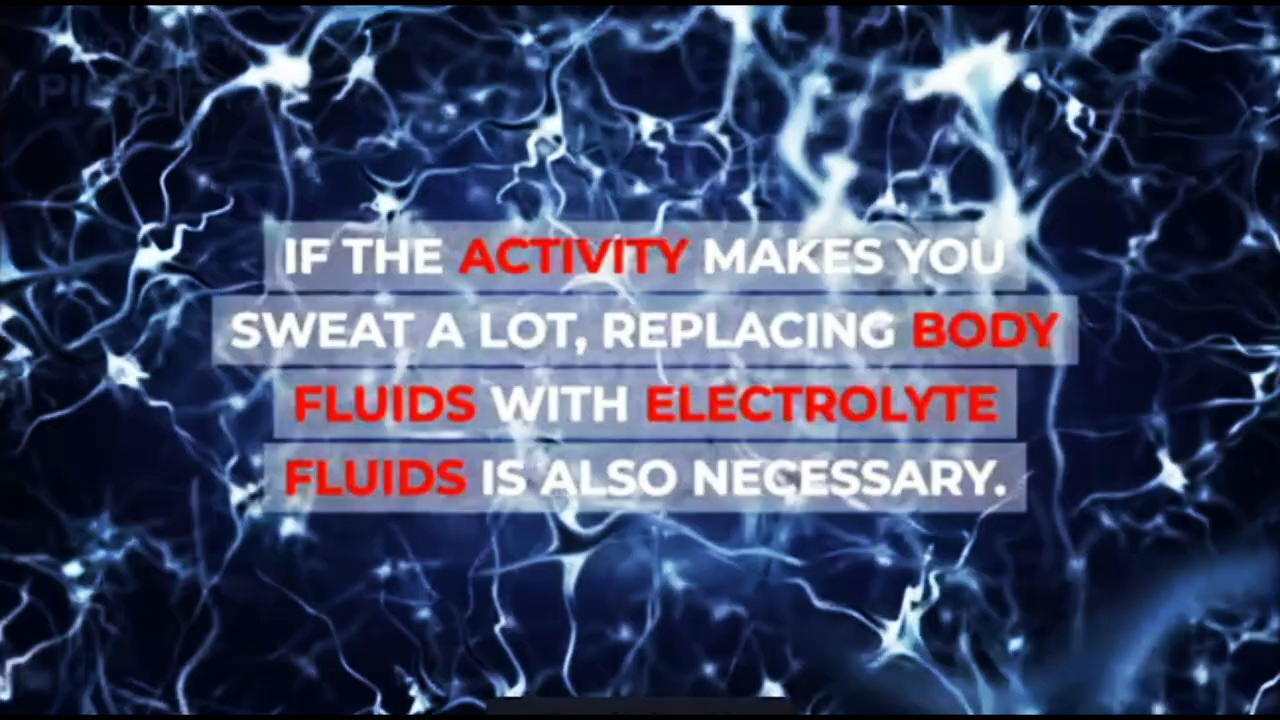 IF THE ACTIVITY MAKES YOU
SWEAT A LOT, REPLACING BODY
FLUIDS WITH ELECTROLYTE
FLUIDS IS ALSO NECESSARY.